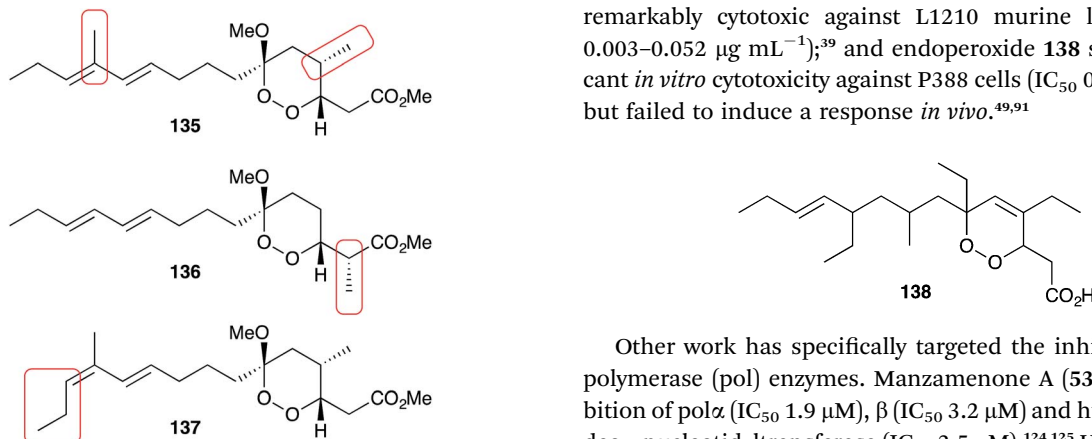 MeO
O
O
H
CO₂Me
135
MeO
O
O
H
CO₂Me
136
MeO
O
O
H
CO₂Me
137
remarkably cytotoxic against L1210 murine l
0.003–0.052 μg mL⁻¹);³⁹ and endoperoxide 138 s
cant in vitro cytotoxicity against P388 cells (IC₅₀ 0
but failed to induce a response in vivo.⁴⁹,⁹¹
O
O
138
CO₂H
Other work has specifically targeted the inh
polymerase (pol) enzymes. Manzamenone A (53
bition of polα (IC₅₀ 1.9 μM), β (IC₅₀ 3.2 μM) and h